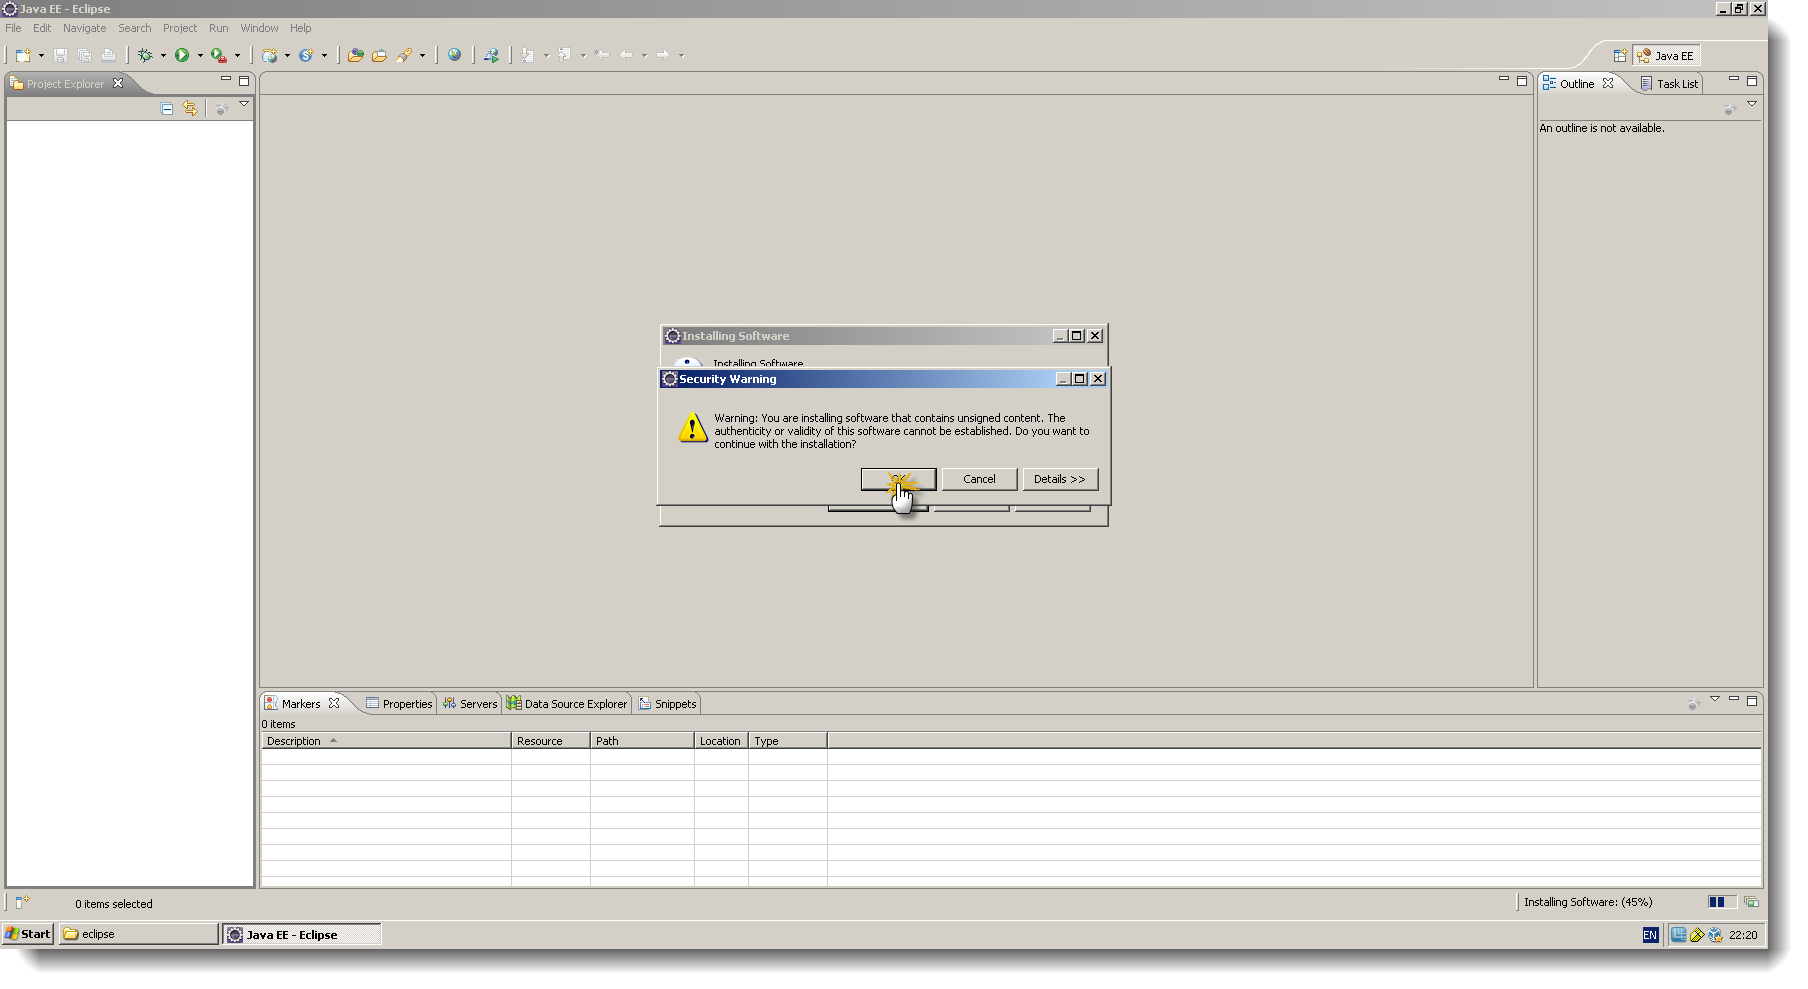 Java EE - Eclipse
File Edit Navigate Search Project Run Window Help
Java EE
Project Explorer
Outline
Task List
An outline is not available.
Installing Software
Installing Software
Security Warning
Warning: You are installing software that contains unsigned content. The
authenticity or validity of this software cannot be established. Do you want to
continue with the installation?
Cancel
Details >>
Markers
Properties
Servers
Data Source Explorer
Snippets
0 items
Description
Resource
Path
Location
Type
0 items selected
Installing Software: (45%)
Start
eclipse
Java EE - Eclipse
EN
22:20